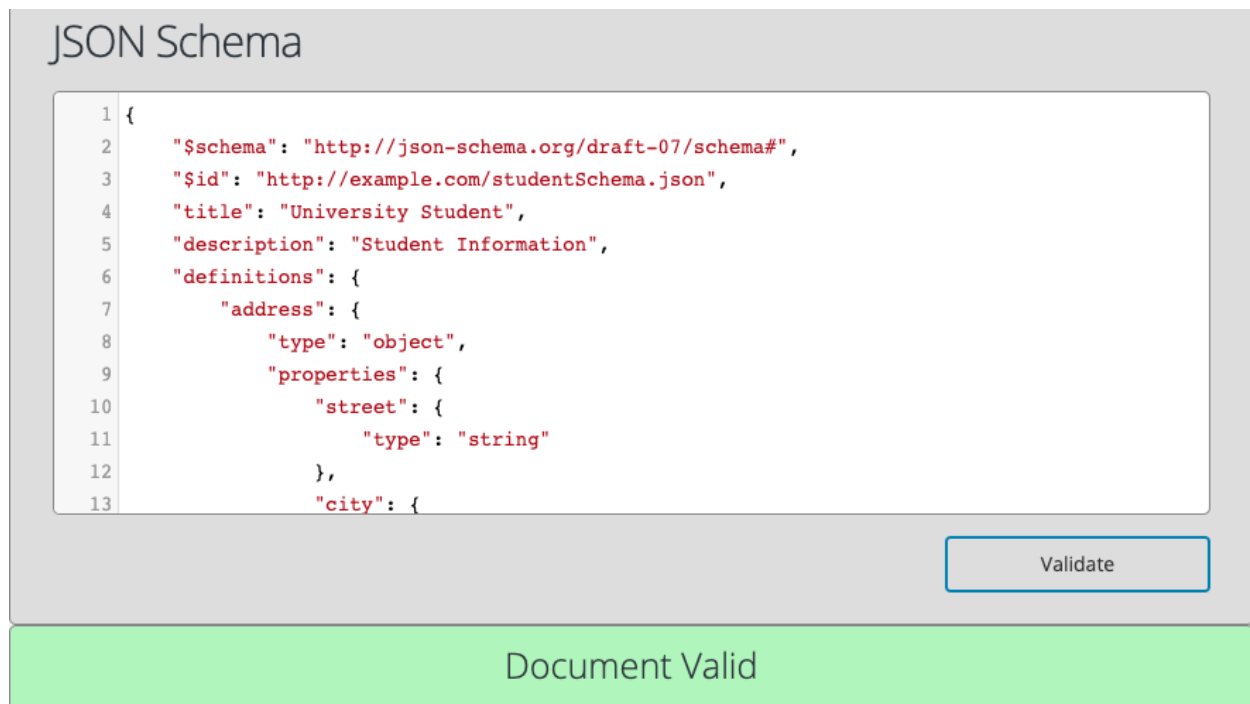 JSON Schema
1 {
2 "$schema": "http://json-schema.org/draft-07/schema#",
3 "$id": "http://example.com/studentSchema.json",
4 "title": "University Student",
5 "description": "Student Information",
6 "definitions": {
7 "address": {
8 "type": "object",
9 "properties": {
10 "street": {
11 "type": "string"
12 },
13 "city": {
Validate
Document Valid